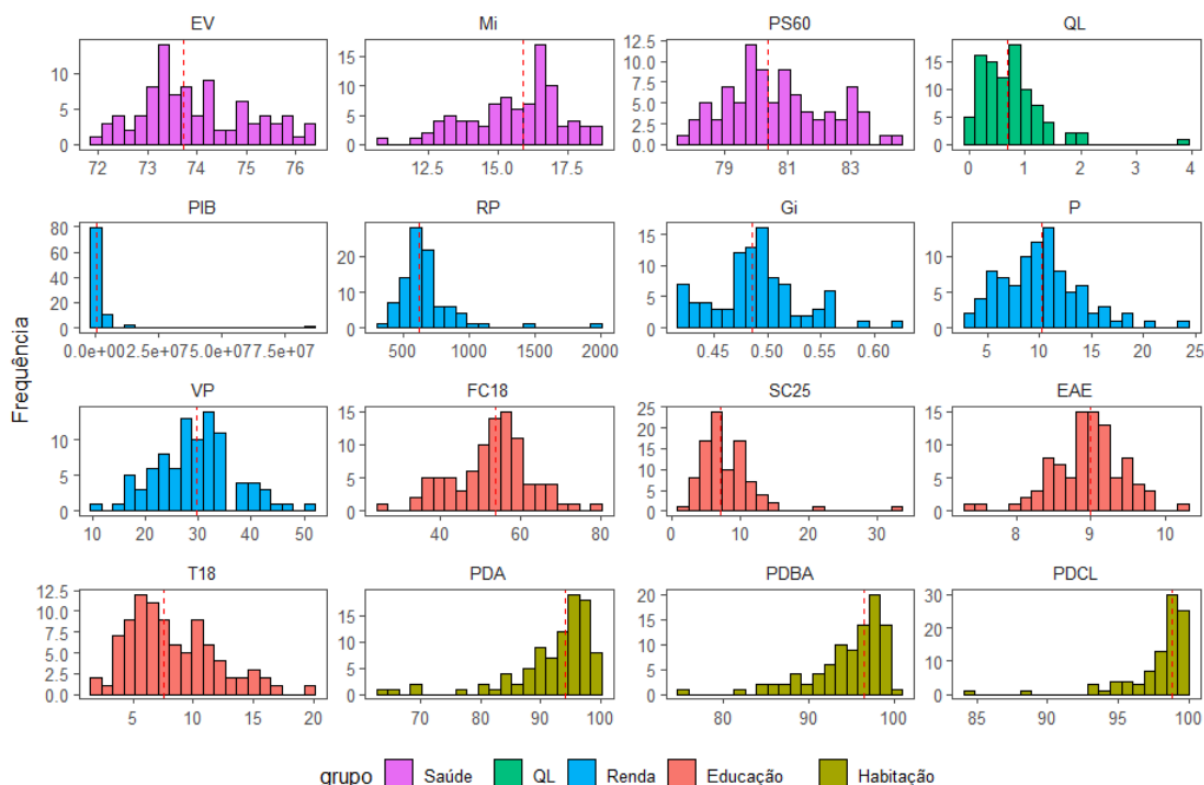 EV Mi PS60 QL
10 15 12.5 15
5 10 10.0 10
0 5 7.5 5
0 5.0 0
2.5
0.0
72 73 74 75 76 12.5 15.0 17.5 79 81 83 0 1 2 3 4
PIB RP Gi P
80 20 15 10
60 10 10 5
40 0 5 0
20 0
0
0.0e+002.5e+075.0e+077.5e+07 500 1000 1500 2000 0.45 0.50 0.55 0.60 5 10 15 20 25
Frequência
VP FC18 SC25 EAE
10 15 25 15
5 10 20 10
0 5 15 5
0 10 0
5
0
10 20 30 40 50 40 60 80 0 10 20 30 8 9 10
T18 PDA PDBA PDCL
12.5 15 20 30
10.0 10 15 20
7.5 5 10 10
5.0 0 5 0
2.5 0
0.0
5 10 15 20 70 80 90 100 80 90 100 85 90 95 100
grupo Saúde QL Renda Educação Habitação